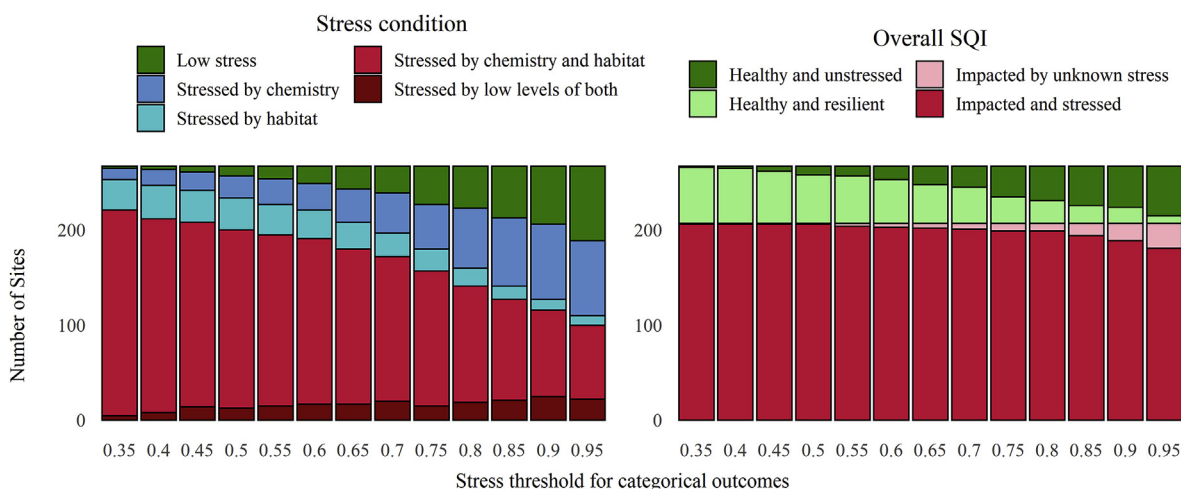 Stress condition
Low stress
Stressed by chemistry
Stressed by habitat
Stressed by chemistry and habitat
Stressed by low levels of both
Overall SQI
Healthy and unstressed
Healthy and resilient
Impacted by unknown stress
Impacted and stressed
Number of Sites
200
100
0
0.35 0.4 0.45 0.5 0.55 0.6 0.65 0.7 0.75 0.8 0.85 0.9 0.95
200
100
0
0.35 0.4 0.45 0.5 0.55 0.6 0.65 0.7 0.75 0.8 0.85 0.9 0.95
Stress threshold for categorical outcomes